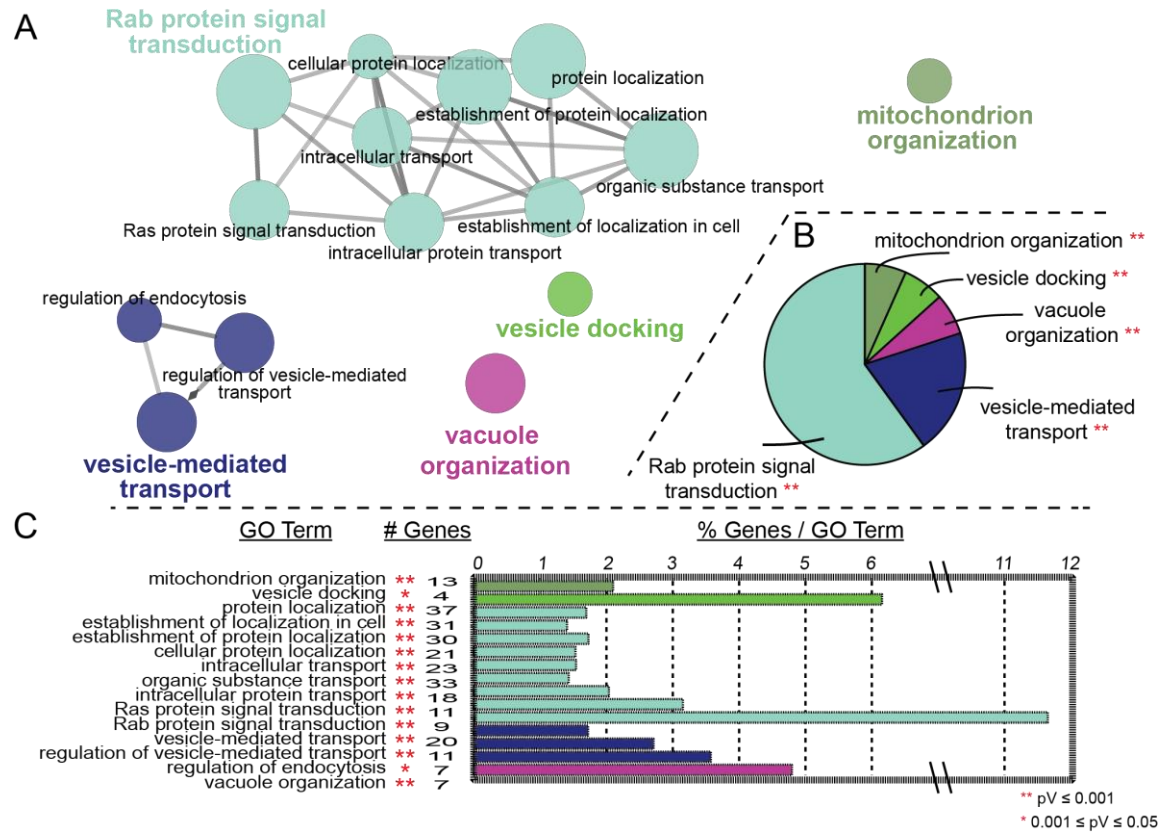 A
Rab protein signal
transduction
cellular protein localization
protein localization
establishment of protein localization
intracellular transport
organic substance transport
Ras protein signal transduction
establishment of localization in cell
intracellular protein transport
mitochondrion
organization
regulation of endocytosis
regulation of vesicle-mediated
transport
vesicle-mediated
transport
vesicle docking
vacuole
organization
B
mitochondrion organization **
vesicle docking **
vacuole
organization **
vesicle-mediated
transport **
Rab protein signal
transduction **
C
GO Term # Genes % Genes / GO Term
0 1 2 3 4 5 6 11 12
mitochondrion organization ** 13
vesicle docking * 4
protein localization ** 37
establishment of localization in cell ** 31
establishment of protein localization ** 30
cellular protein localization ** 21
intracellular transport ** 23
organic substance transport ** 33
intracellular protein transport ** 18
Ras protein signal transduction ** 11
Rab protein signal transduction ** 9
vesicle-mediated transport ** 20
regulation of vesicle-mediated transport ** 11
regulation of endocytosis * 7
vacuole organization ** 7
** pV ≤ 0.001
* 0.001 ≤ pV ≤ 0.05